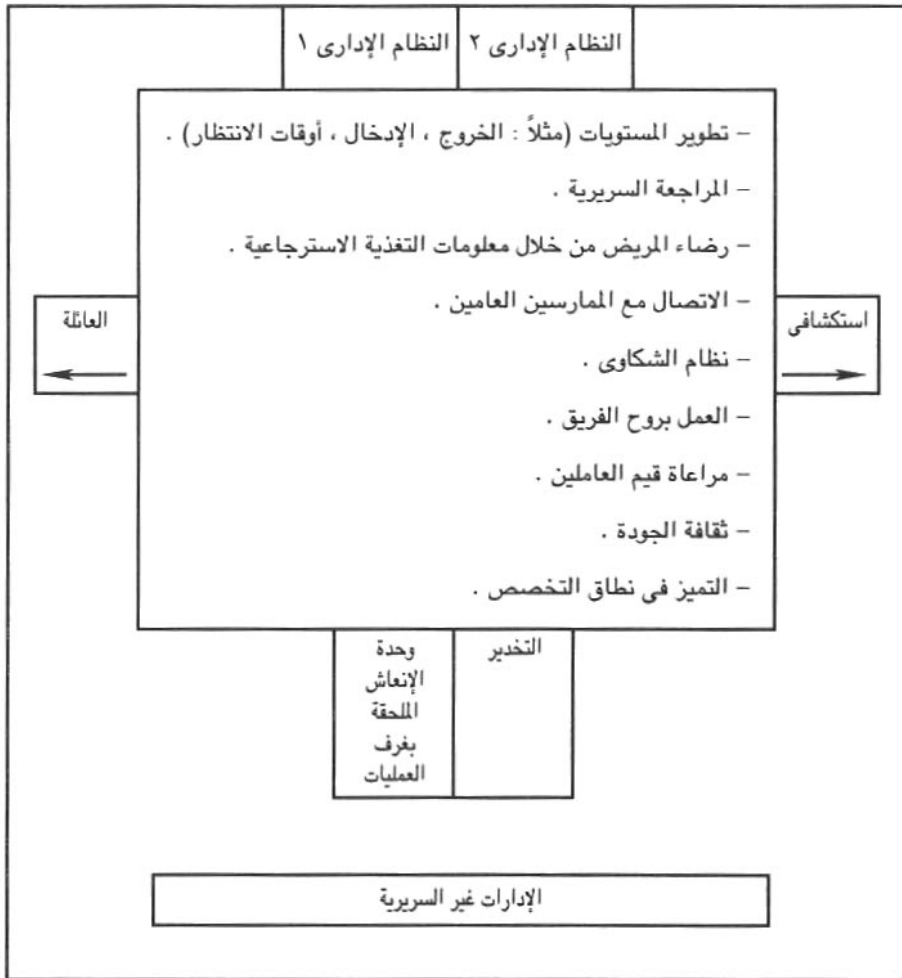 النظام الإدارى ٢
النظام الإدارى ١
– تطوير المستويات (مثلاً : الخروج ، الإدخال ، أوقات الانتظار) .
– المراجعة السريرية .
– رضاء المريض من خلال معلومات التغذية الاسترجاعية .
– الاتصال مع الممارسين العامين .
– نظام الشكاوى .
– العمل بروح الفريق .
– مراعاة قيم العاملين .
– ثقافة الجودة .
– التميز فى نطاق التخصص .
استكشافى
العائلة
التخدير
وحدة
الإنعاش
الملحقة
بغرف
العمليات
الإدارات غير السريرية